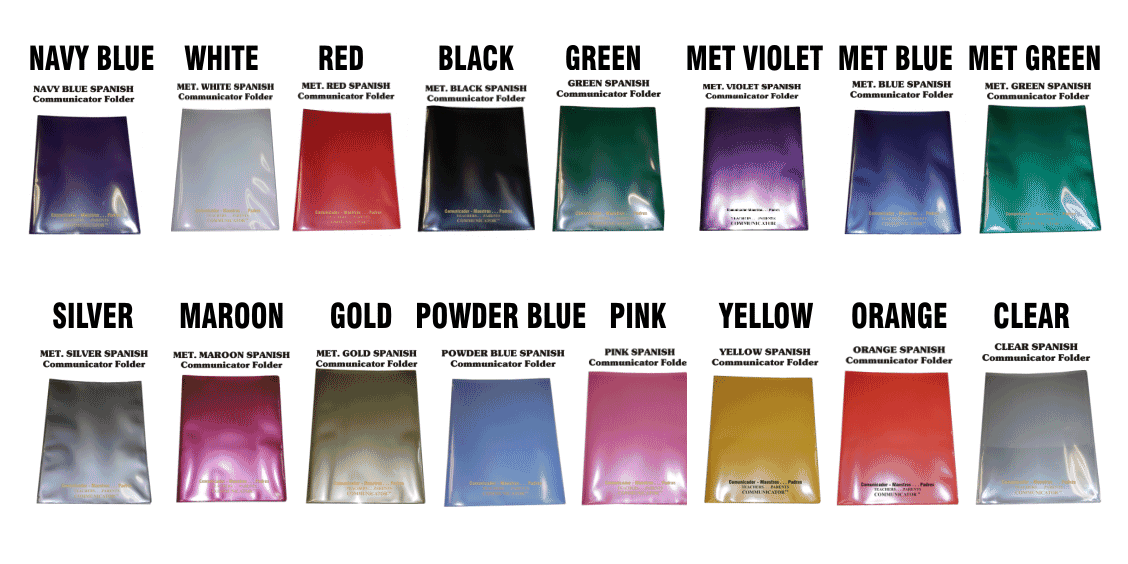 NAVY BLUE WHITE RED BLACK GREEN MET VIOLET MET BLUE MET GREEN
NAVY BLUE SPANISH
Communicator Folder
MET. WHITE SPANISH
Communicator Folder
MET. RED SPANISH
Communicator Folder
MET. BLACK SPANISH
Communicator Folder
GREEN SPANISH
Communicator Folder
MET. VIOLET SPANISH
Communicator Folder
MET. BLUE SPANISH
Communicator Folder
MET. GREEN SPANISH
Communicator Folder
Comunicador - Maestros . . . Padres
TEACHERS . . . PARENTS
COMMUNICATOR
SILVER MAROON GOLD POWDER BLUE PINK YELLOW ORANGE CLEAR
MET. SILVER SPANISH
Communicator Folder
MET. MAROON SPANISH
Communicator Folder
MET. GOLD SPANISH
Communicator Folder
POWDER BLUE SPANISH
Communicator Folder
PINK SPANISH
Communicator Folde
YELLOW SPANISH
Communicator Folder
ORANGE SPANISH
Communicator Folder
CLEAR SPANISH
Communicator Folder
Comunicador - Maestros . . . Padres
TEACHERS . . . PARENTS
COMMUNICATOR™
Comunicador - Maestros . . . Padres
TEACHERS . . . PARENTS
COMMUNICATOR™